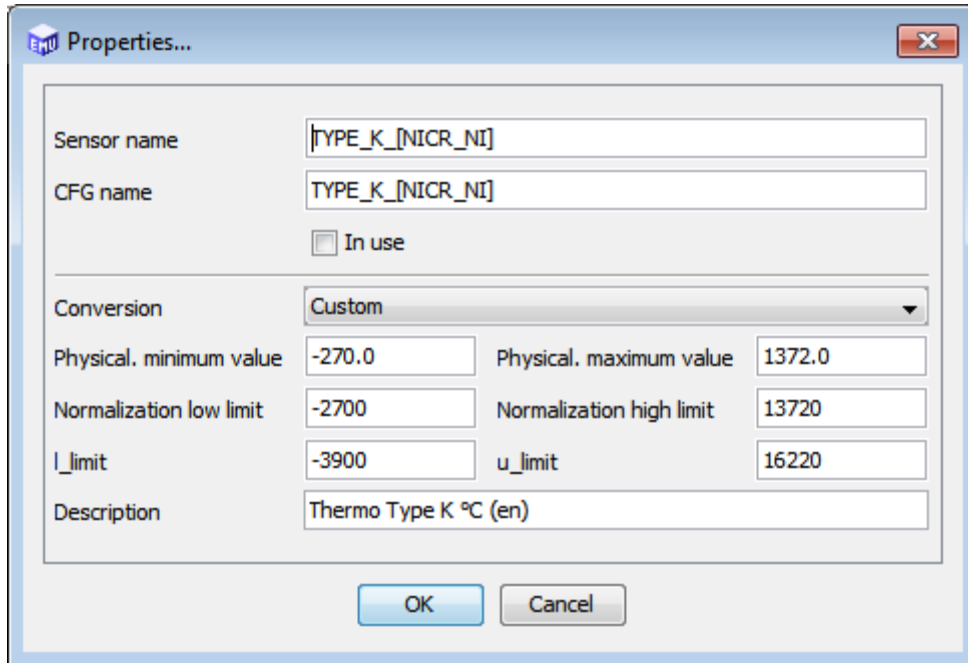 EMU Properties...
Sensor name TYPE_K_[NICR_NI]
CFG name TYPE_K_[NICR_NI]
In use
Conversion Custom
Physical. minimum value -270.0 Physical. maximum value 1372.0
Normalization low limit -2700 Normalization high limit 13720
l_limit -3900 u_limit 16220
Description Thermo Type K °C (en)
OK Cancel